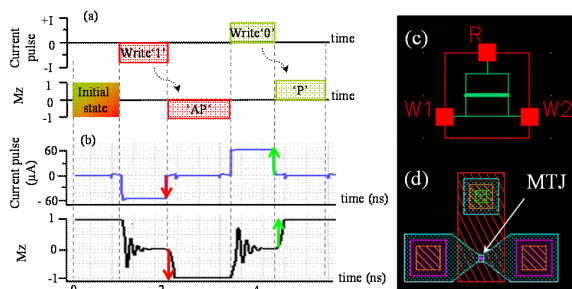 (a)
+I
0
-I
Current pulse
Write‘1’
Write‘0’
time
1
0
-1
Mz
Initial state
‘AP’
‘P’
time
(b)
60
0
- 60
Current pulse (µA)
time (ns)
1
0
-1
Mz
time (ns)
0
2
4
(c)
R
W1
W2
(d)
MTJ